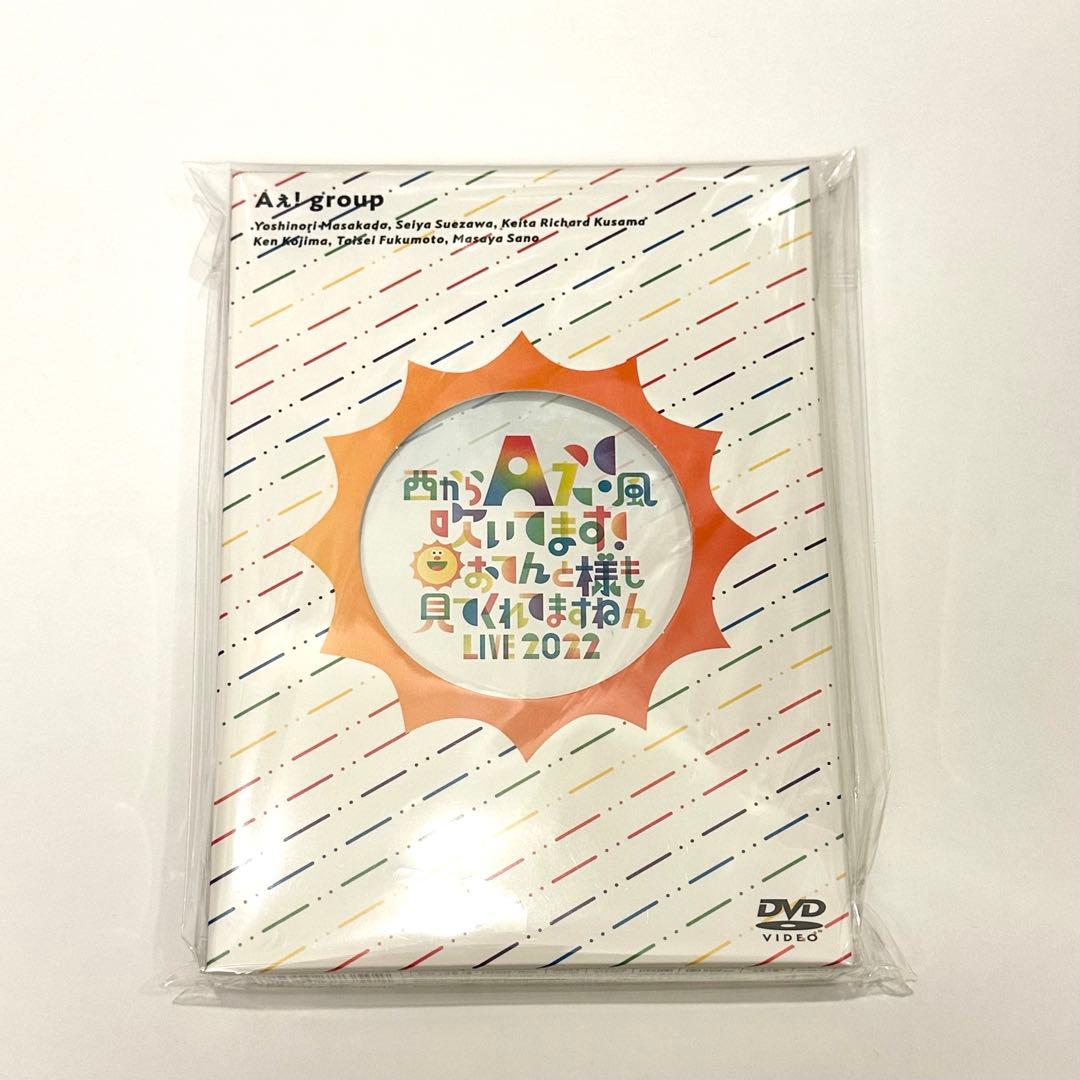 Aぇ! group
Yoshinori Masakado, Seiya Suezawa, Keita Richard Kusama
Ken Kojima, Taisei Fukumoto, Masaya Sano
西からAぇ・風
吹いてます!
おてんと様も
見てくれてますねん
LIVE 2022
DVD
VIDEO™